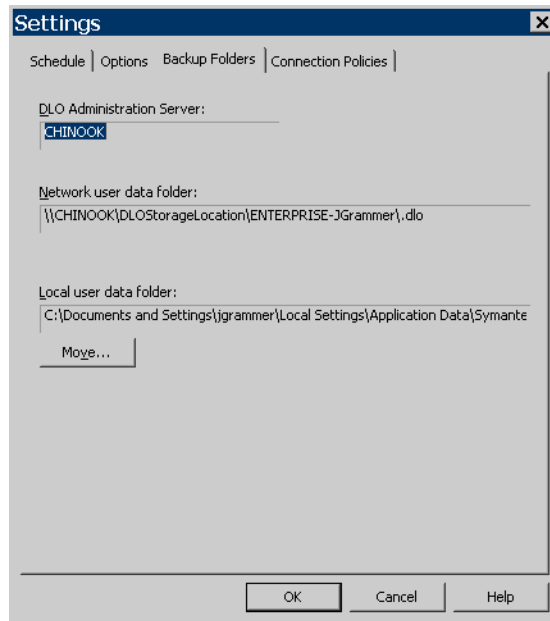 Settings
Schedule Options Backup Folders Connection Policies
DLO Administration Server:
CHINOOK
Network user data folder:
\\CHINOOK\DLOStorageLocation\ENTERPRISE-JGrammer\.dlo
Local user data folder:
C:\Documents and Settings\jgrammer\Local Settings\Application Data\Symante
Move...
OK Cancel Help